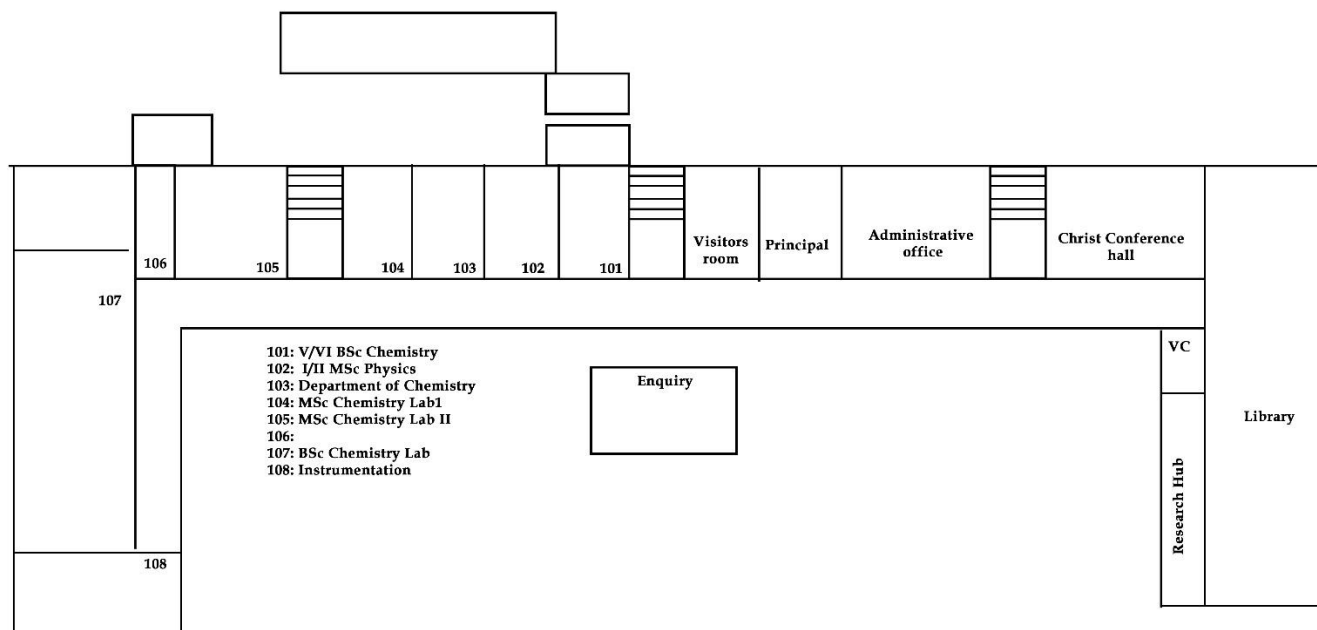 Visitors
room
Principal
Administrative
office
Christ Conference
hall
106
105
104
103
102
101
107
VC
101: V/VI BSc Chemistry
102: I/II MSc Physics
103: Department of Chemistry
104: MSc Chemistry Lab1
105: MSc Chemistry Lab II
106:
107: BSc Chemistry Lab
108: Instrumentation
Enquiry
Library
Research Hub
108